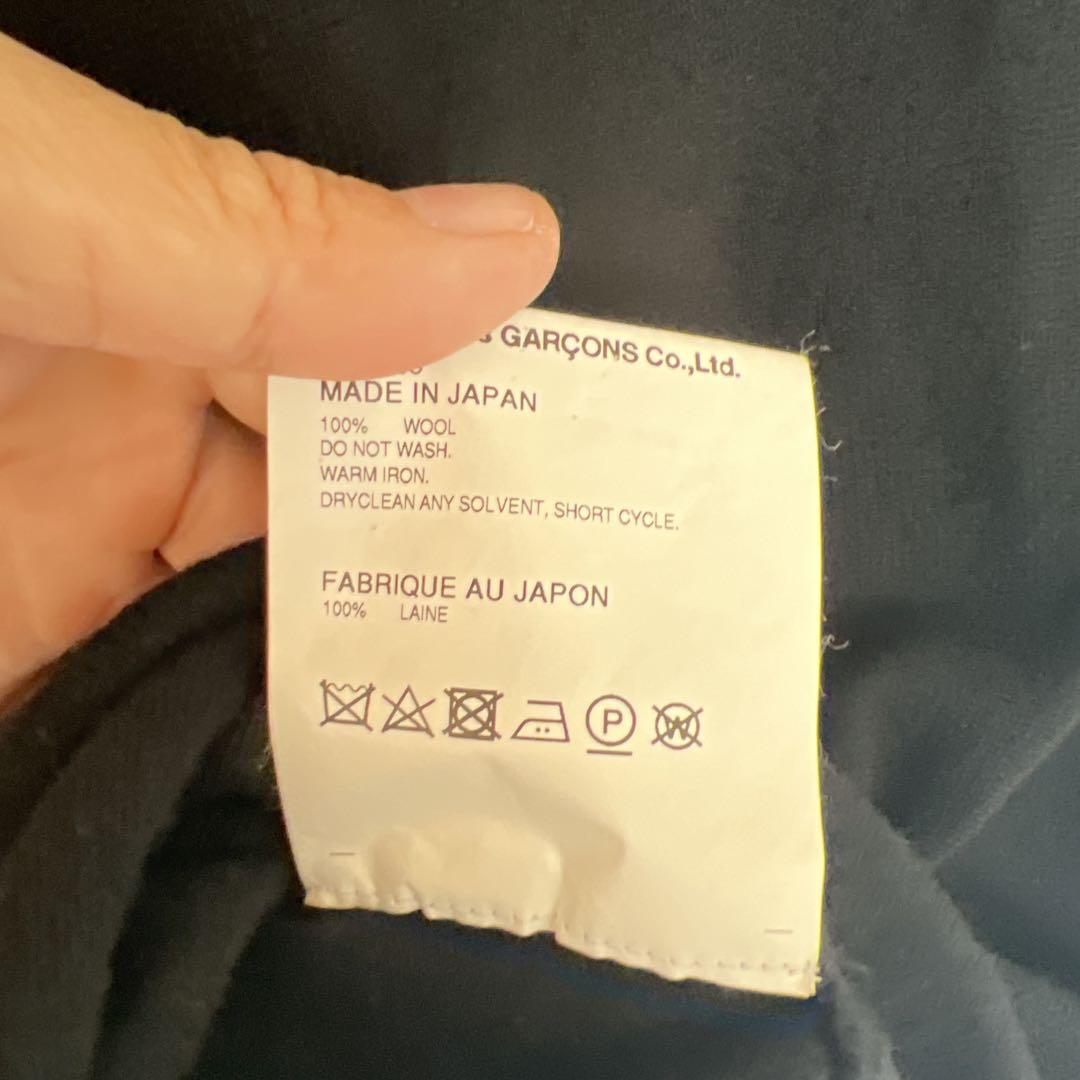 GARÇONS Co.,Ltd.
MADE IN JAPAN
100% WOOL
DO NOT WASH.
WARM IRON.
DRYCLEAN ANY SOLVENT, SHORT CYCLE.
FABRIQUE AU JAPON
100% LAINE
P W